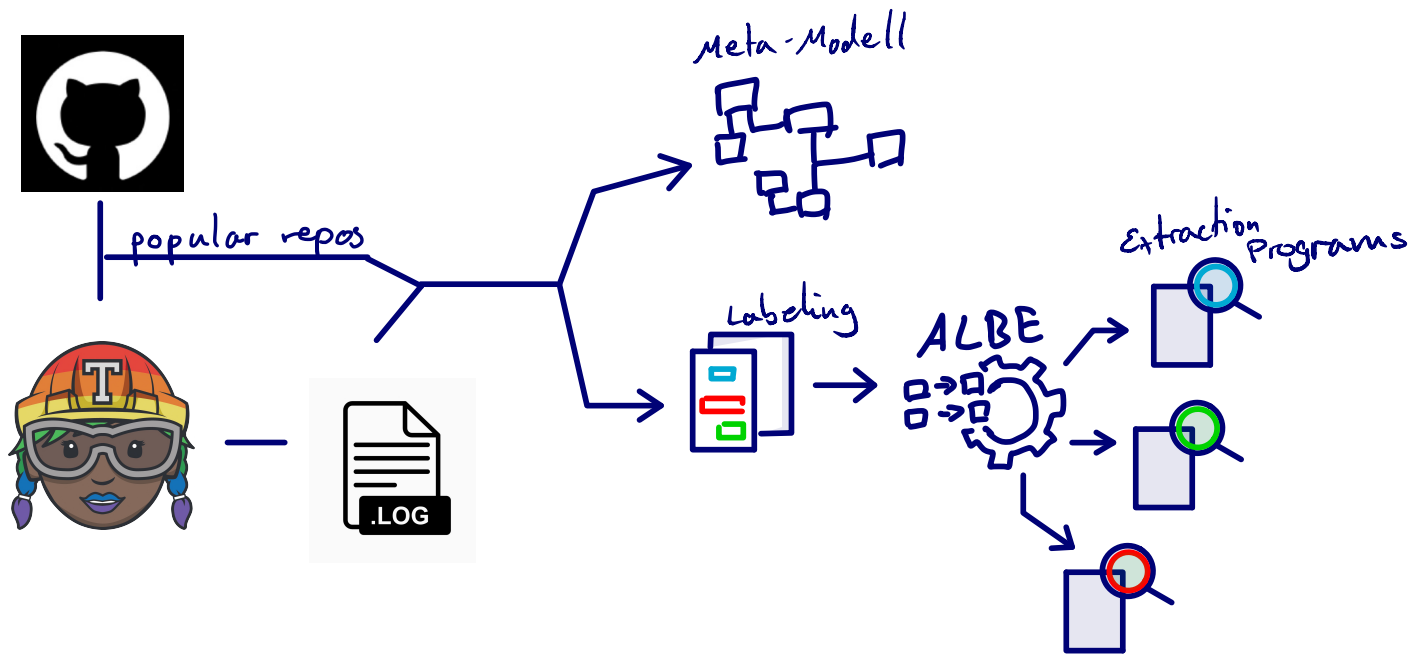 Meta-Modell
popular repos
Extraction
Programs
Labeling
ALBE
T
.LOG